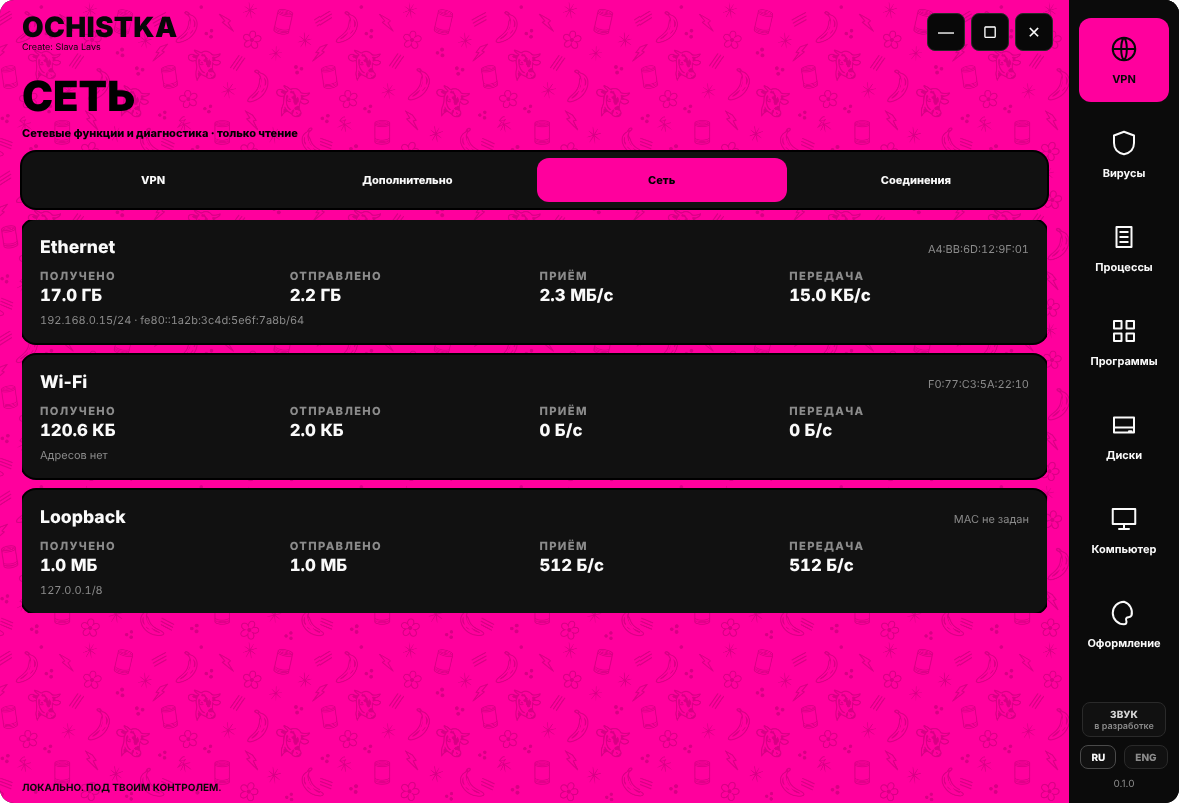 OCHISTKA
Create: Slava Lavs
СЕТЬ
Сетевые функции и диагностика · только чтение
VPN
Дополнительно
Сеть
Соединения
Ethernet
A4:BB:6D:12:9F:01
ПОЛУЧЕНО
ОТПРАВЛЕНО
ПРИЁМ
ПЕРЕДАЧА
17.0 ГБ
2.2 ГБ
2.3 МБ/с
15.0 КБ/с
192.168.0.15/24 · fe80::1a2b:3c4d:5e6f:7a8b/64
Wi-Fi
F0:77:C3:5A:22:10
ПОЛУЧЕНО
ОТПРАВЛЕНО
ПРИЁМ
ПЕРЕДАЧА
120.6 КБ
2.0 КБ
0 Б/с
0 Б/с
Адресов нет
Loopback
MAC не задан
ПОЛУЧЕНО
ОТПРАВЛЕНО
ПРИЁМ
ПЕРЕДАЧА
1.0 МБ
1.0 МБ
512 Б/с
512 Б/с
127.0.0.1/8
ЛОКАЛЬНО. ПОД ТВОИМ КОНТРОЛЕМ.
VPN
Вирусы
Процессы
Программы
Диски
Компьютер
Оформление
ЗВУК
в разработке
RU
ENG
0.1.0